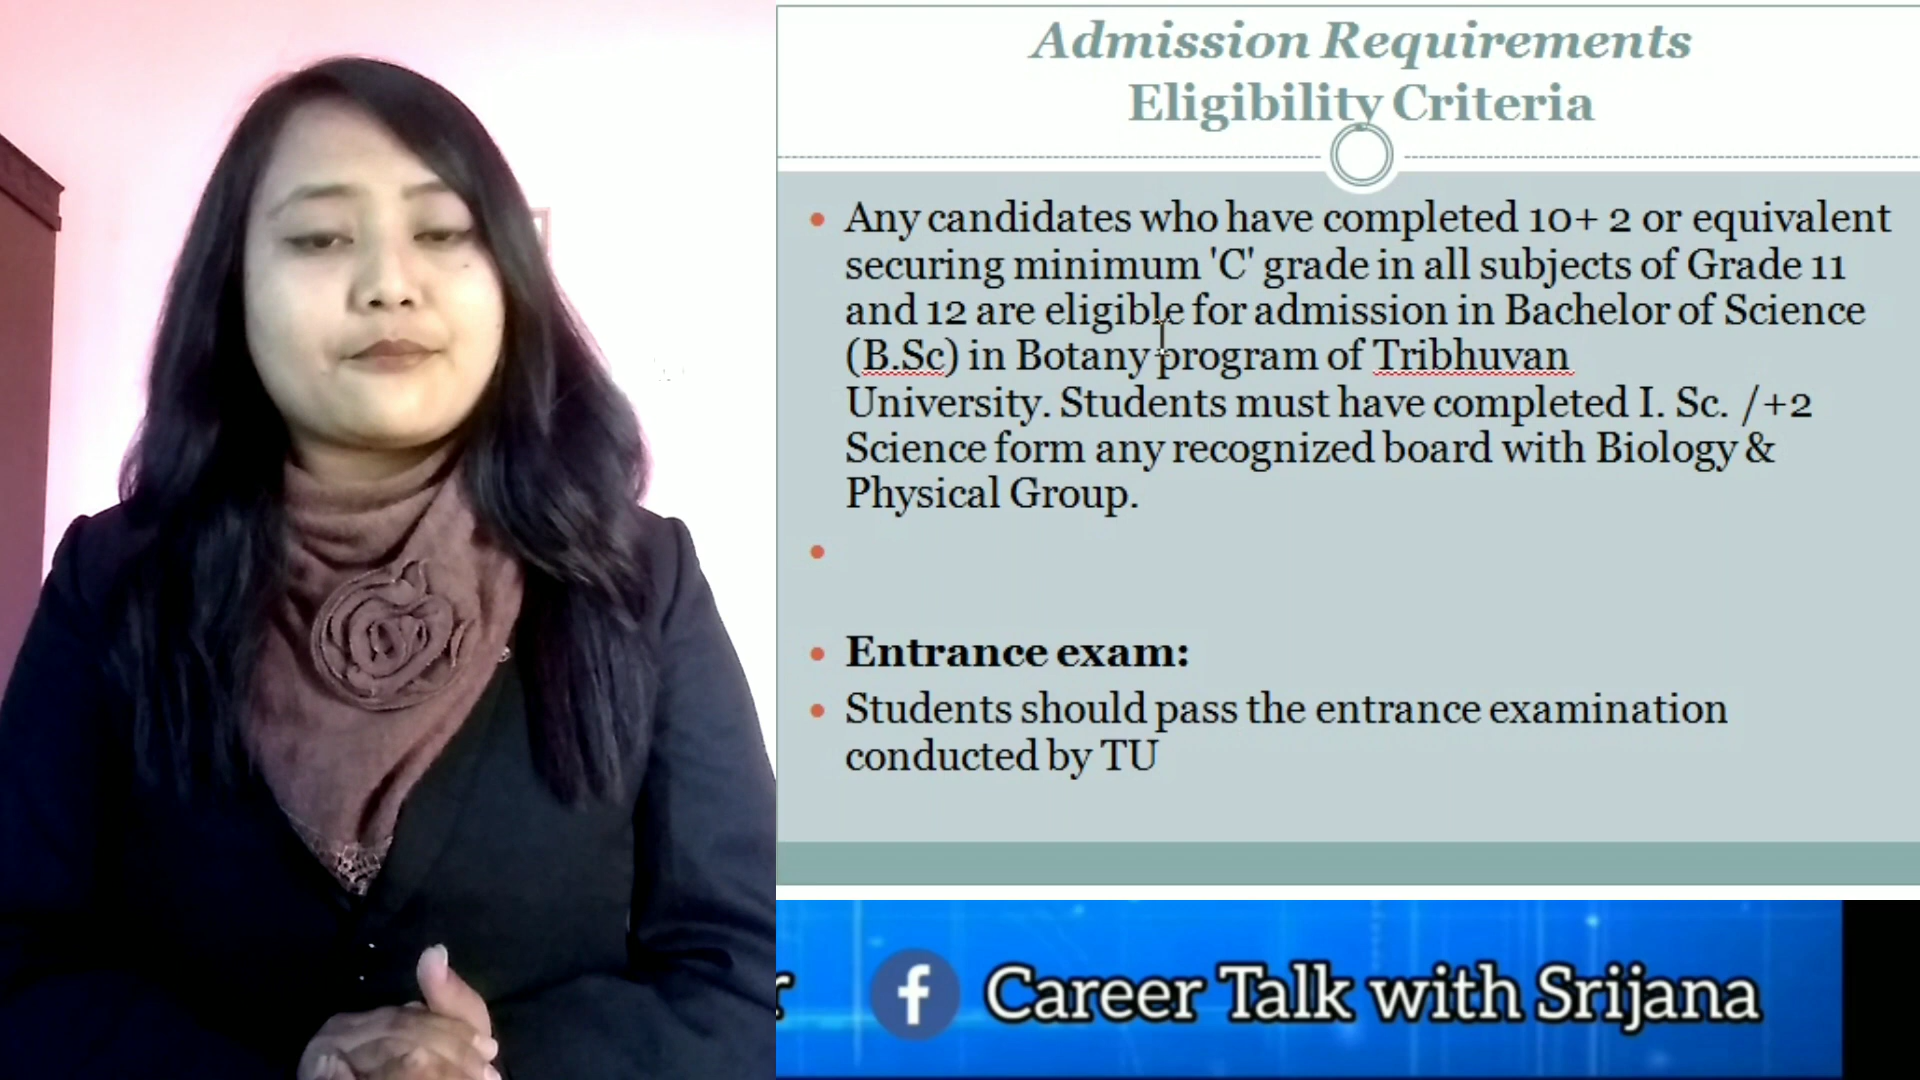 Admission Requirements
Eligibility Criteria
Any candidates who have completed 10+ 2 or equivalent
securing minimum 'C' grade in all subjects of Grade 11
and 12 are eligible for admission in Bachelor of Science
(B.Sc) in Botany program of Tribhuvan
University. Students must have completed I. Sc. /+2
Science form any recognized board with Biology &
Physical Group.
Entrance exam:
Students should pass the entrance examination
conducted by TU
Career Talk with Srijana